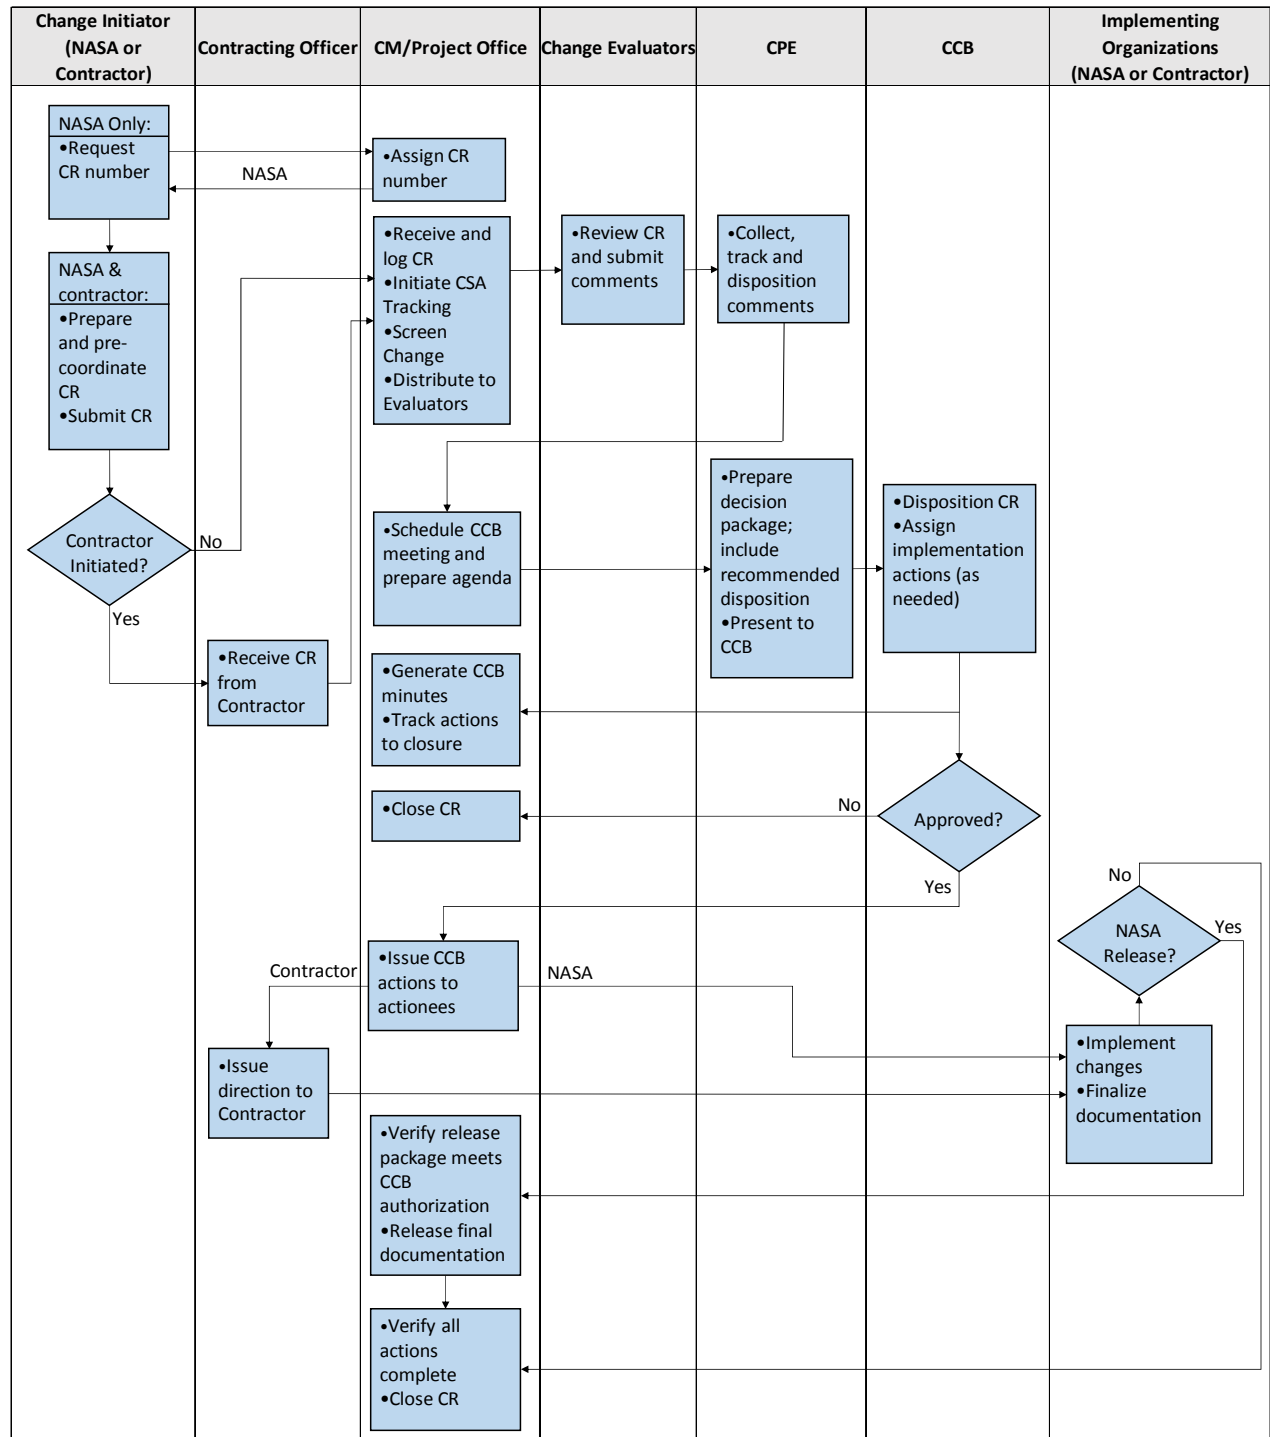 Change Initiator
(NASA or
Contractor)
Contracting Officer
CM/Project Office
Change Evaluators
CPE
CCB
Implementing
Organizations
(NASA or Contractor)
NASA Only:
•Request
CR number
NASA
•Assign CR
number
NASA &
contractor:
•Prepare
and pre-
coordinate
CR
•Submit CR
•Receive and
log CR
•Initiate CSA
Tracking
•Screen
Change
•Distribute to
Evaluators
•Review CR
and submit
comments
•Collect,
track and
disposition
comments
Contractor
Initiated?
No
Yes
•Receive CR
from
Contractor
•Schedule CCB
meeting and
prepare agenda
•Prepare
decision
package;
include
recommended
disposition
•Present to
CCB
•Disposition CR
•Assign
implementation
actions (as
needed)
•Generate CCB
minutes
•Track actions
to closure
•Close CR
No
Approved?
Yes
Contractor
•Issue CCB
actions to
actionees
NASA
No
NASA
Release?
Yes
•Issue
direction to
Contractor
•Implement
changes
•Finalize
documentation
•Verify release
package meets
CCB
authorization
•Release final
documentation
•Verify all
actions
complete
•Close CR